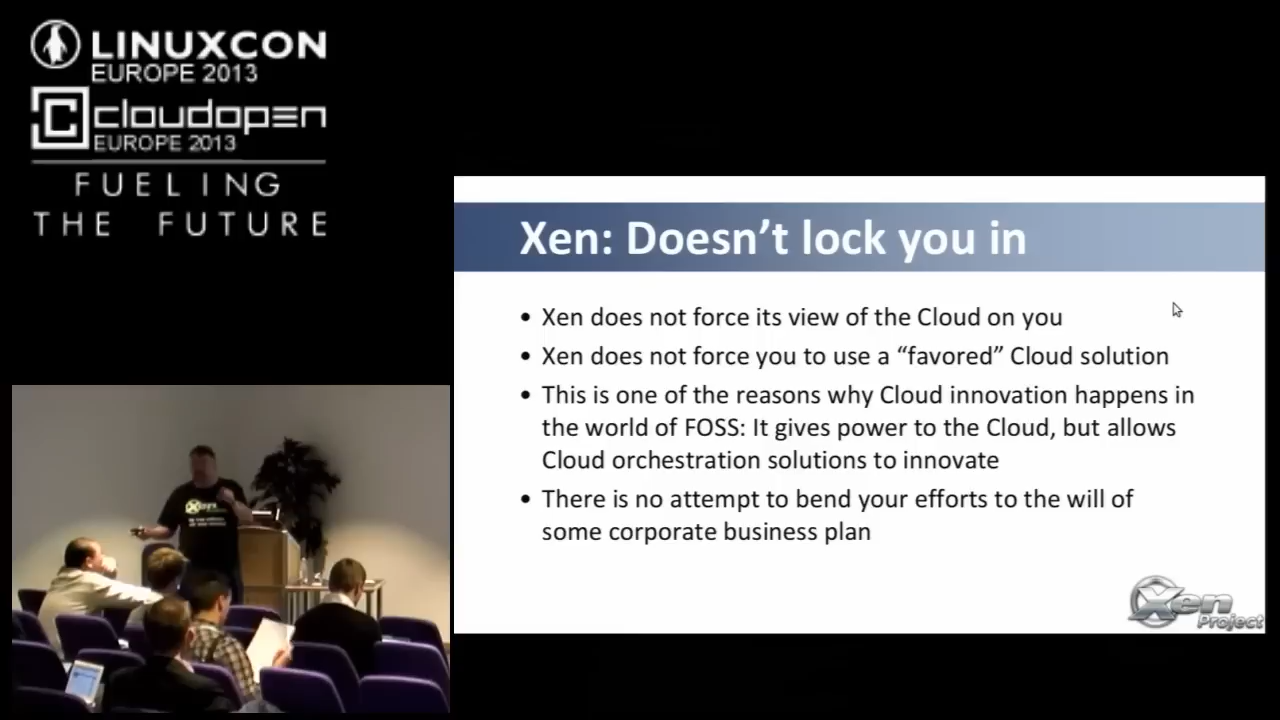 LINUXCON
EUROPE 2013
cloudopen
EUROPE 2013
FUELING
THE FUTURE
Xen: Doesn’t lock you in
• Xen does not force its view of the Cloud on you
• Xen does not force you to use a “favored” Cloud solution
• This is one of the reasons why Cloud innovation happens in
the world of FOSS: It gives power to the Cloud, but allows
Cloud orchestration solutions to innovate
• There is no attempt to bend your efforts to the will of
some corporate business plan
Xen
Project